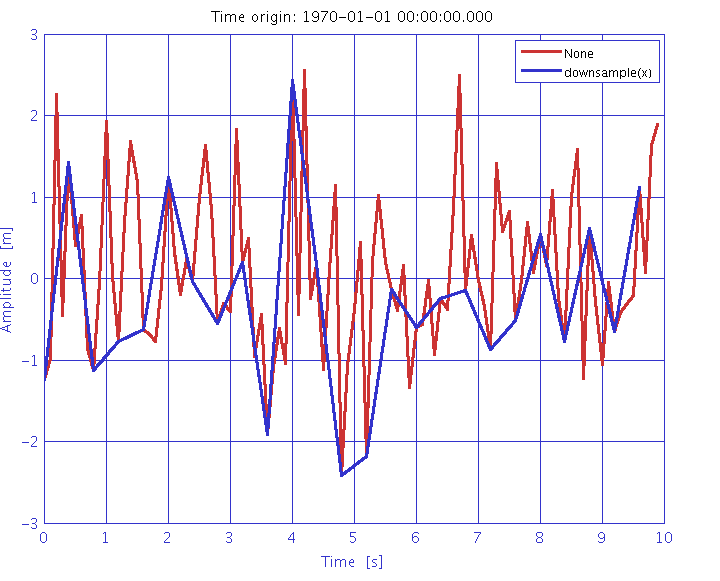 Time origin: 1970-01-01 00:00:00.000
None
downsample(x)
3
2
1
0
-1
-2
-3
Amplitude [m]
0 1 2 3 4 5 6 7 8 9 10
Time [s]